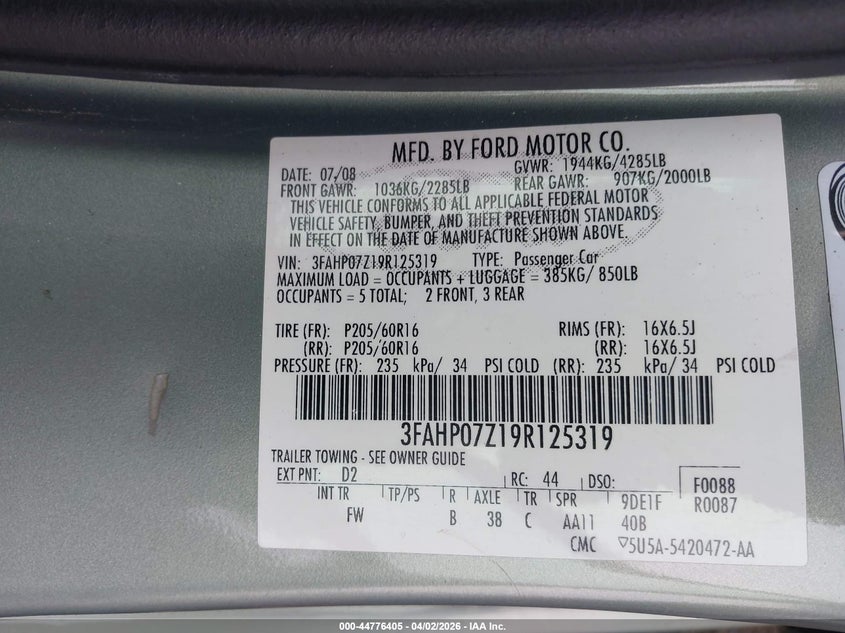 MFD. BY FORD MOTOR CO.
DATE: 07/08 GVWR: 1944KG/4285LB
FRONT GAWR: 1036KG/2285LB REAR GAWR: 907KG/2000LB
THIS VEHICLE CONFORMS TO ALL APPLICABLE FEDERAL MOTOR
VEHICLE SAFETY, BUMPER, AND THEFT PREVENTION STANDARDS
IN EFFECT ON THE DATE OF MANUFACTURE SHOWN ABOVE.
VIN: 3FAHP07Z19R125319 TYPE: Passenger Car
MAXIMUM LOAD = OCCUPANTS + LUGGAGE = 385KG/ 850LB
OCCUPANTS = 5 TOTAL; 2 FRONT, 3 REAR
TIRE (FR): P205/60R16 RIMS (FR): 16X6.5J
(RR): P205/60R16 (RR): 16X6.5J
PRESSURE (FR): 235 kPa/ 34 PSI COLD (RR): 235 kPa/ 34 PSI COLD
3FAHP07Z19R125319
TRAILER TOWING - SEE OWNER GUIDE
EXT PNT: D2 RC: 44 DSO: F0088
INT TR TP/PS R AXLE TR SPR 9DE1F R0087
FW B 38 C AA11 40B
CMC ▽5U5A-5420472-AA
000-44776405 - 04/02/2026 - IAA Inc.